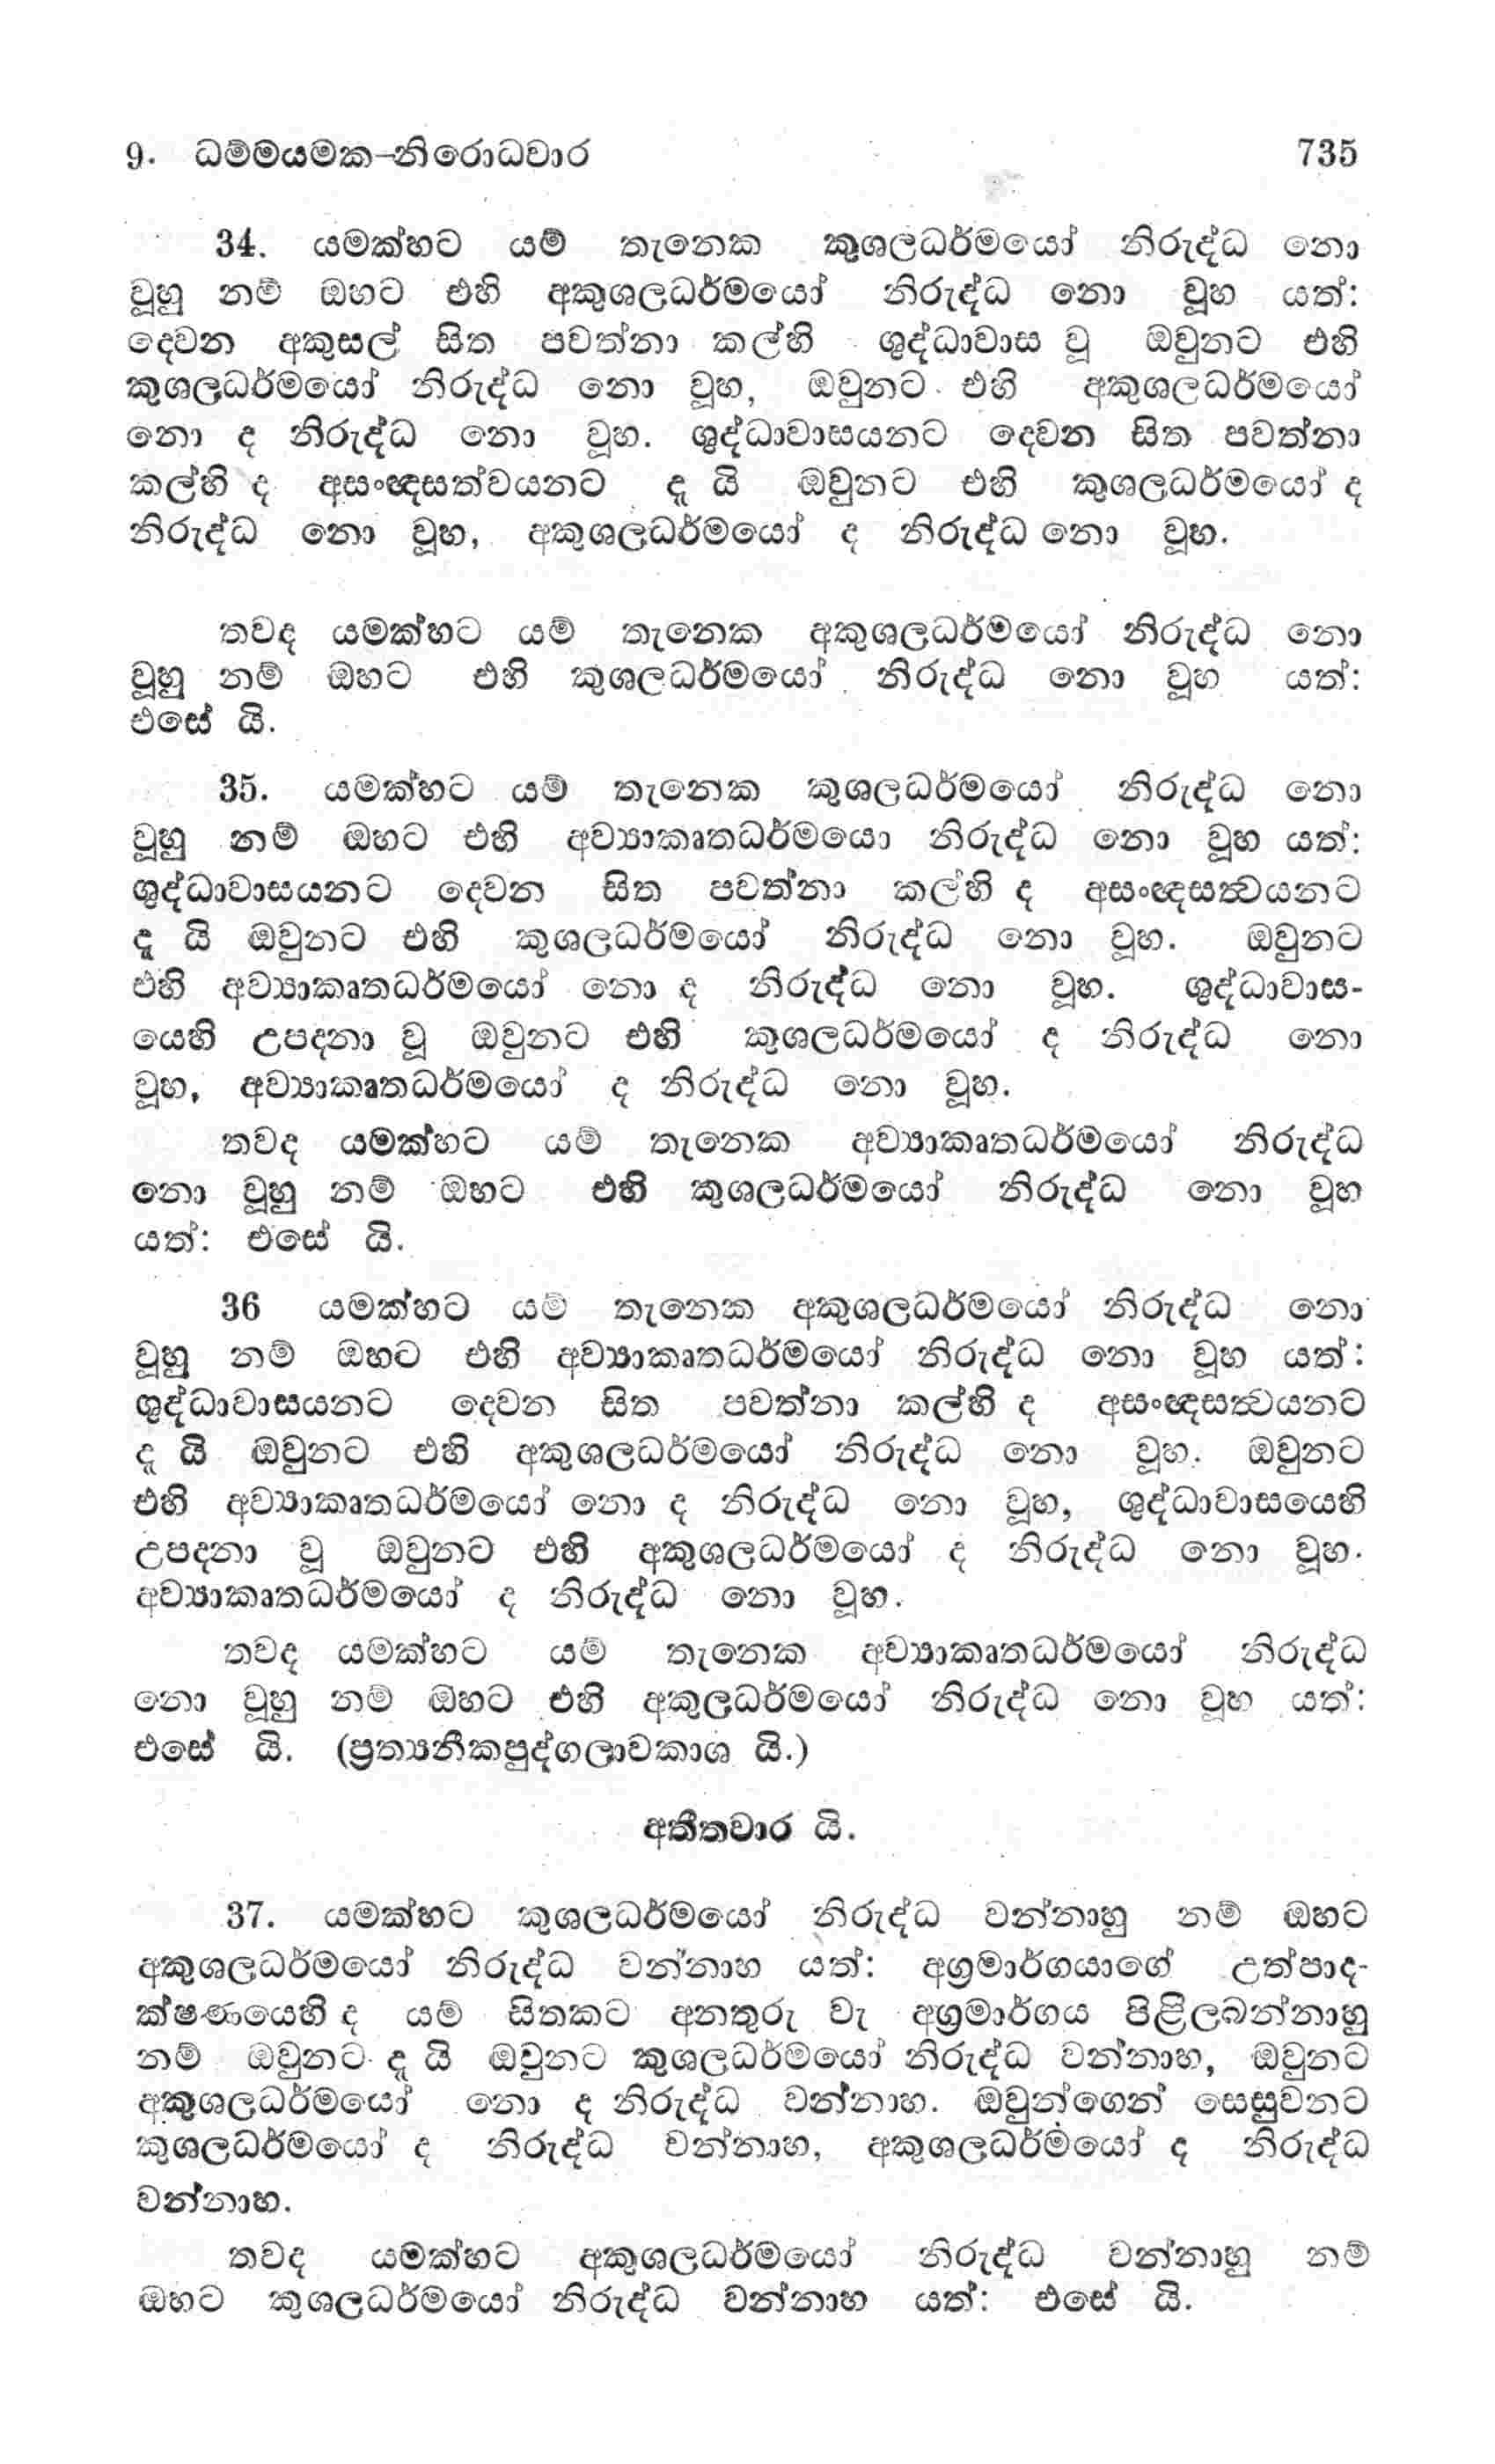 9. ධම්මයමක-නිරොධවාර 735
34. යමක්හට යම් තැනෙක කුශලධර්මයෝ නිරුද්ධ නො
වූහු නම් ඔහට එහි අකුශලධර්මයෝ නිරුද්ධ නො වූහ යත්:
දෙවන අකුසල් සිත පවත්නා කල්හි ශුද්ධාවාස වූ ඔවුනට එහි
කුශලධර්මයෝ නිරුද්ධ නො වූහ, ඔවුනට එහි අකුශලධර්මයෝ
නො ද නිරුද්ධ නො වූහ. ශුද්ධාවාසයනට දෙවන සිත පවත්නා
කල්හි ද අසංඥසත්වයනට දූ යි ඔවුනට එහි කුශලධර්මයෝ ද
නිරුද්ධ නො වූහ, අකුශලධර්මයෝ ද නිරුද්ධ නො වූහ.
තවද යමක්හට යම් තැනෙක අකුශලධර්මයෝ නිරුද්ධ නො
වූහු නම් ඔහට එහි කුශලධර්මයෝ නිරුද්ධ නො වූහ යත්:
එසේ යි.
35. යමක්හට යම් තැනෙක කුශලධර්මයෝ නිරුද්ධ නො
වූහු නම් ඔහට එහි අව්‍යාකෘතධර්මයො නිරුද්ධ නො වූහ යත්:
ශුද්ධාවාසයනට දෙවන සිත පවත්නා කල්හි ද අසංඥසත්‍වයනට
දූ යි ඔවුනට එහි කුශලධර්මයෝ නිරුද්ධ නො වූහ. ඔවුනට
එහි අව්‍යාකෘතධර්මයෝ නො ද නිරුද්ධ නො වූහ. ශුද්ධාවාස-
යෙහි උපදනා වූ ඔවුනට එහි කුශලධර්මයෝ ද නිරුද්ධ නො
වූහ, අව්‍යාකෘතධර්මයෝ ද නිරුද්ධ නො වූහ.
තවද යමක්හට යම් තැනෙක අව්‍යාකෘතධර්මයෝ නිරුද්ධ
නො වූහු නම් ඔහට එහි කුශලධර්මයෝ නිරුද්ධ නො වූහ
යත්: එසේ යි.
36 යමක්හට යම් තැනෙක අකුශලධර්මයෝ නිරුද්ධ නො
වූහු නම් ඔහට එහි අව්‍යාකෘතධර්මයෝ නිරුද්ධ නො වූහ යත්:
ශුද්ධාවාසයනට දෙවන සිත පවත්නා කල්හි ද අසංඥසත්‍වයනට
දූ යි ඔවුනට එහි අකුශලධර්මයෝ නිරුද්ධ නො වූහ. ඔවුනට
එහි අව්‍යාකෘතධර්මයෝ නො ද නිරුද්ධ නො වූහ, ශුද්ධාවාසයෙහි
උපදනා වූ ඔවුනට එහි අකුශලධර්මයෝ ද නිරුද්ධ නො වූහ.
අව්‍යාකෘතධර්මයෝ ද නිරුද්ධ නො වූහ.
තවද යමක්හට යම් තැනෙක අව්‍යාකෘතධර්මයෝ නිරුද්ධ
නො වූහු නම් ඔහට එහි අකුලධර්මයෝ නිරුද්ධ නො වූහ යත්:
එසේ යි. (ප්‍රත්‍යනීකපුද්ගලාවකාශ යි.)
අතීතවාර යි.
37. යමක්හට කුශලධර්මයෝ නිරුද්ධ වන්නාහු නම් ඔහට
අකුශලධර්මයෝ නිරුද්ධ වන්නාහ යත්: අග්‍රමාර්ගයාගේ උත්පාද-
ක්ෂණයෙහි ද යම් සිතකට අනතුරු වැ අග්‍රමාර්ගය පිළිලබන්නාහු
නම් ඔවුනට දූ යි ඔවුනට කුශලධර්මයෝ නිරුද්ධ වන්නාහ, ඔවුනට
අකුශලධර්මයෝ නො ද නිරුද්ධ වන්නාහ. ඔවුන්ගෙන් සෙසුවනට
කුශලධර්මයෝ ද නිරුද්ධ වන්නාහ, අකුශලධර්මයෝ ද නිරුද්ධ
වන්නාහ.
තවද යමක්හට අකුශලධර්මයෝ නිරුද්ධ වන්නාහු නම්
ඔහට කුශලධර්මයෝ නිරුද්ධ වන්නාහ යත්: එසේ යි.